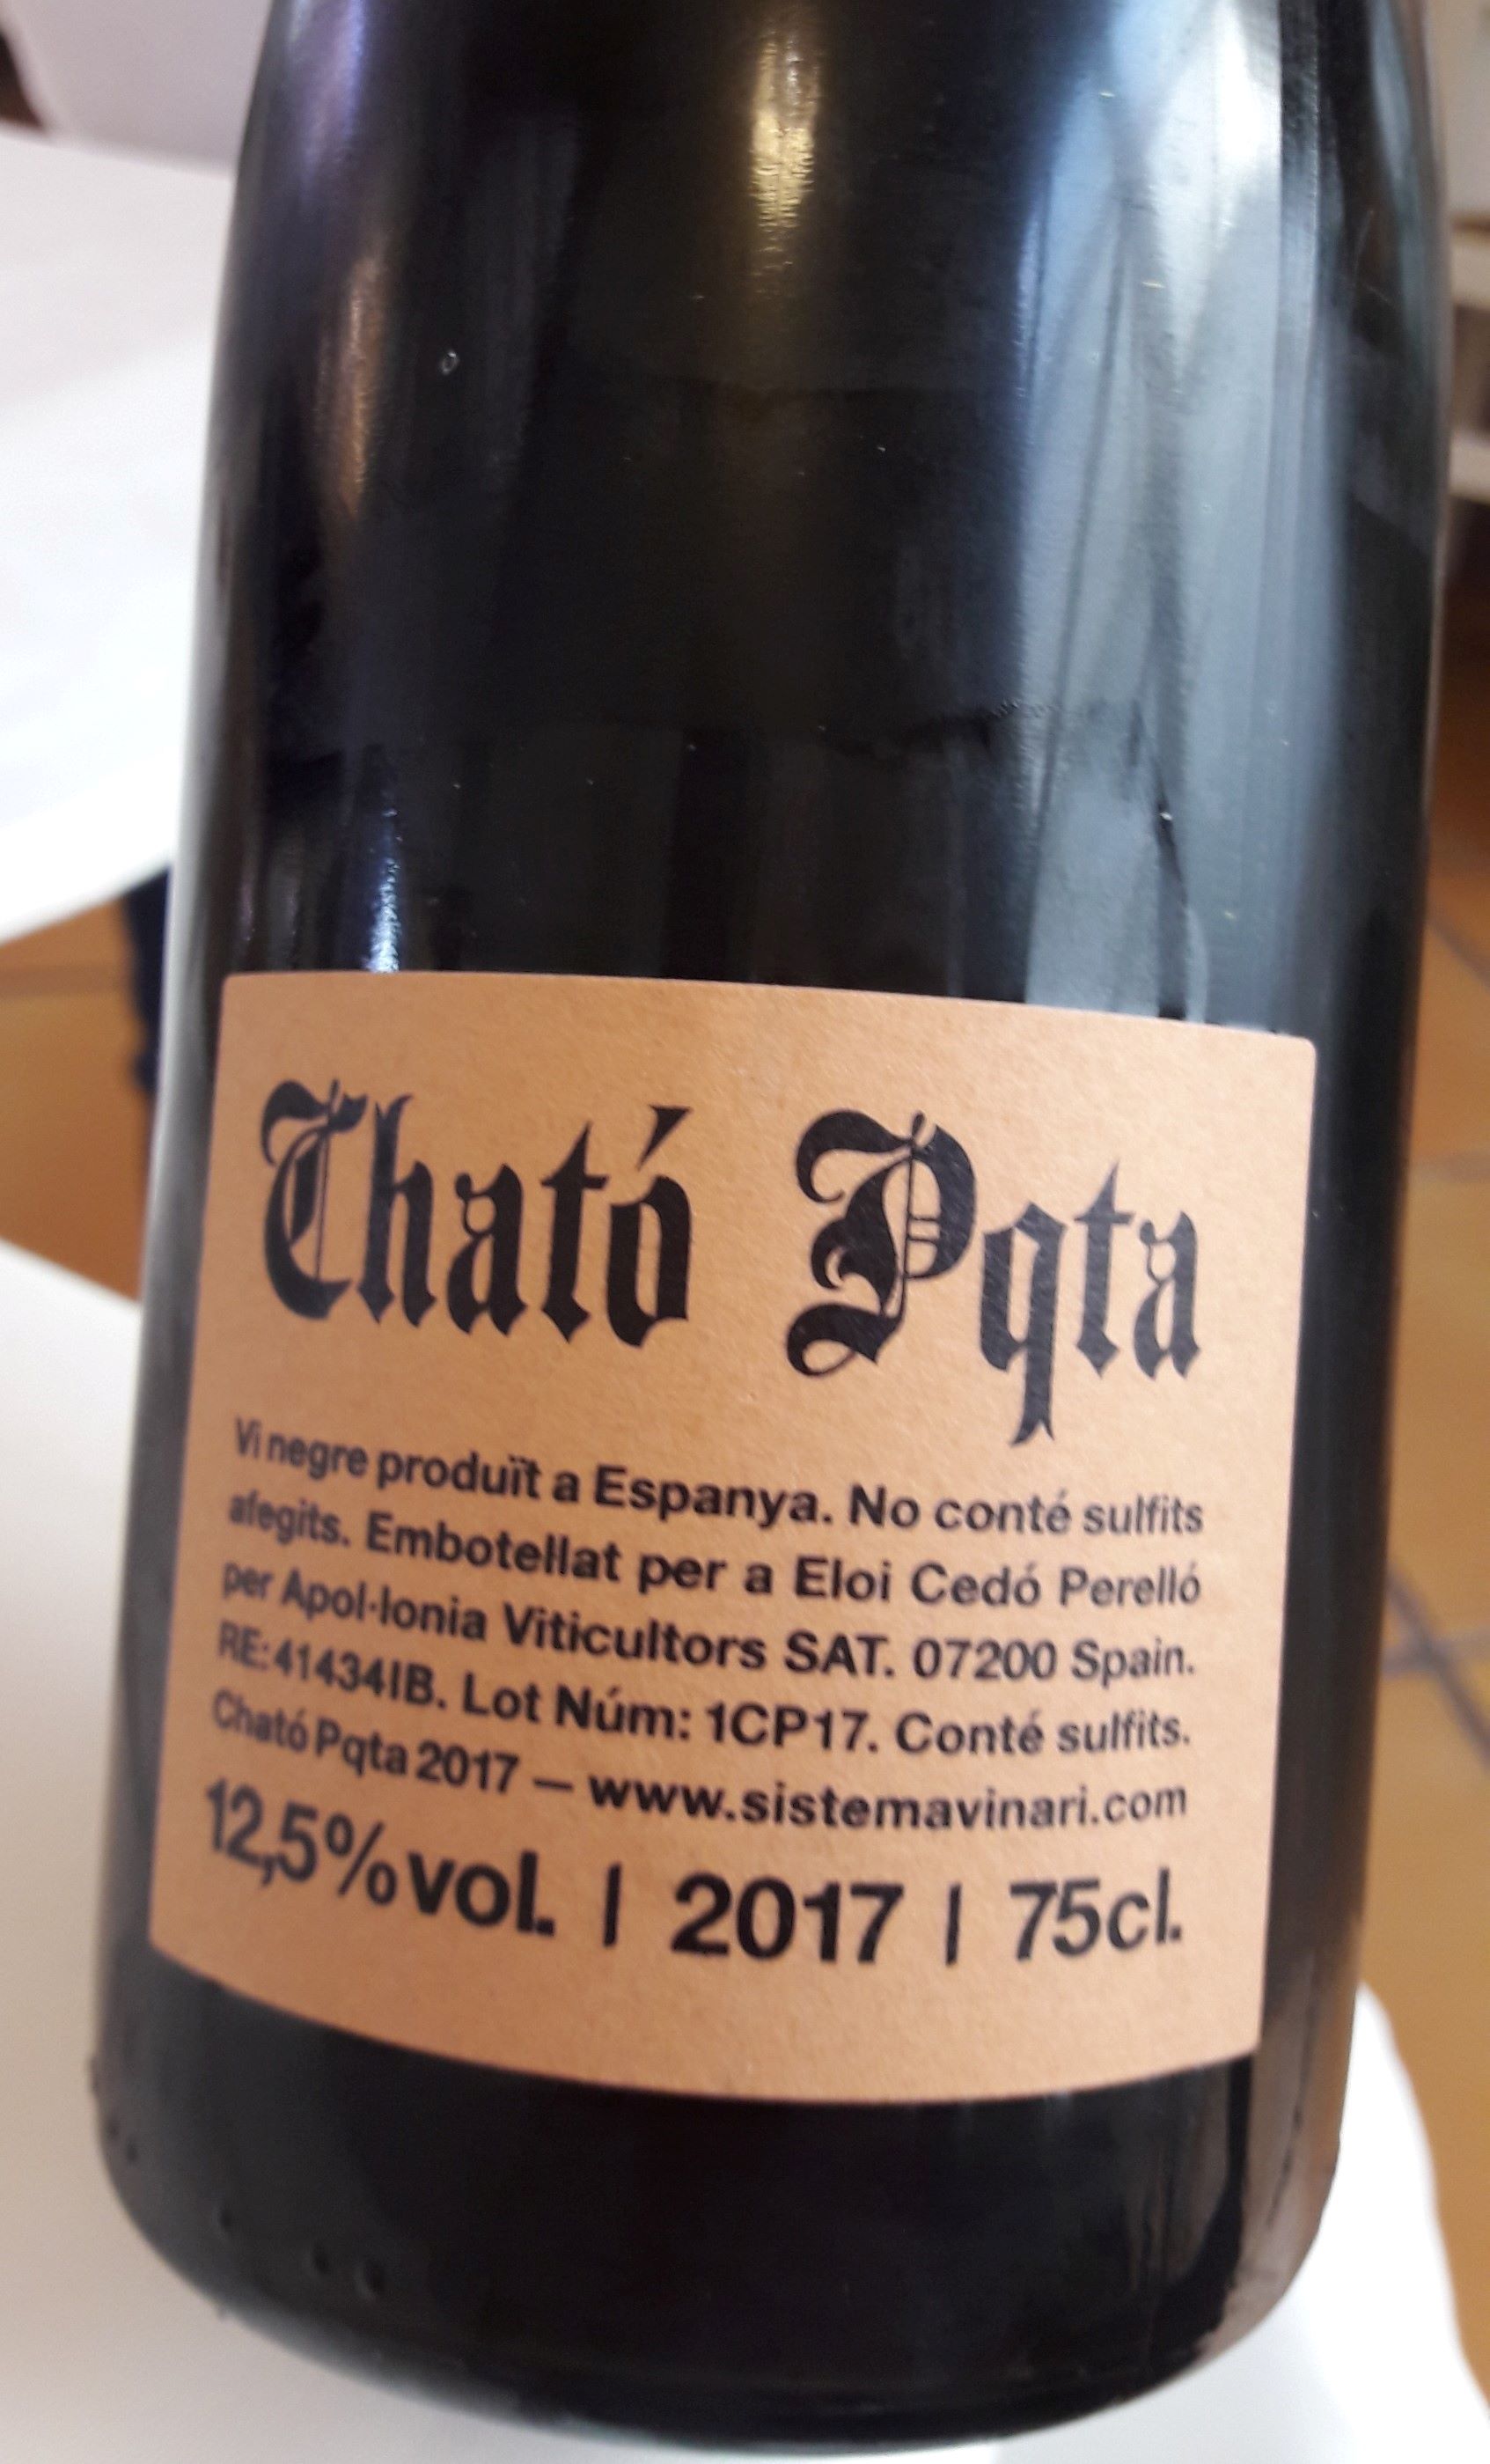 Cható Pqta
Vi negre produït a Espanya. No conté sulfits
afegits. Embotellat per a Eloi Cedó Perelló
per Apol·lonia Viticultors SAT. 07200 Spain.
RE:41434IB. Lot Núm: 1CP17. Conté sulfits.
Cható Pqta 2017 — www.sistemavinari.com
12,5%vol. | 2017 | 75cl.